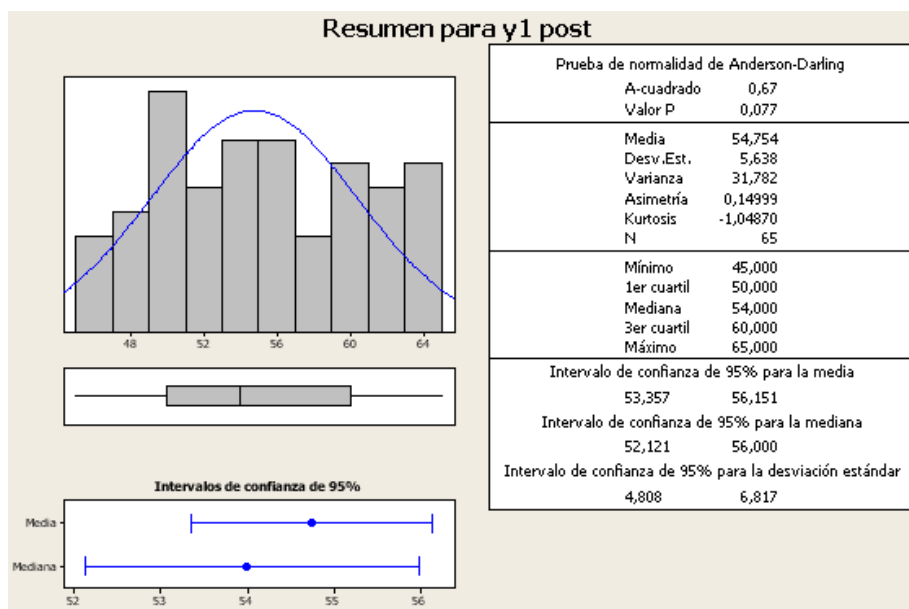 Resumen para y1 post
48 52 56 60 64
Intervalos de confianza de 95%
Media
Mediana
52 53 54 55 56
Prueba de normalidad de Anderson-Darling
A-cuadrado 0,67
Valor P 0,077
Media 54,754
Desv.Est. 5,638
Varianza 31,782
Asimetría 0,14999
Kurtosis -1,04870
N 65
Mínimo 45,000
1er cuartil 50,000
Mediana 54,000
3er cuartil 60,000
Máximo 65,000
Intervalo de confianza de 95% para la media
53,357 56,151
Intervalo de confianza de 95% para la mediana
52,121 56,000
Intervalo de confianza de 95% para la desviación estándar
4,808 6,817